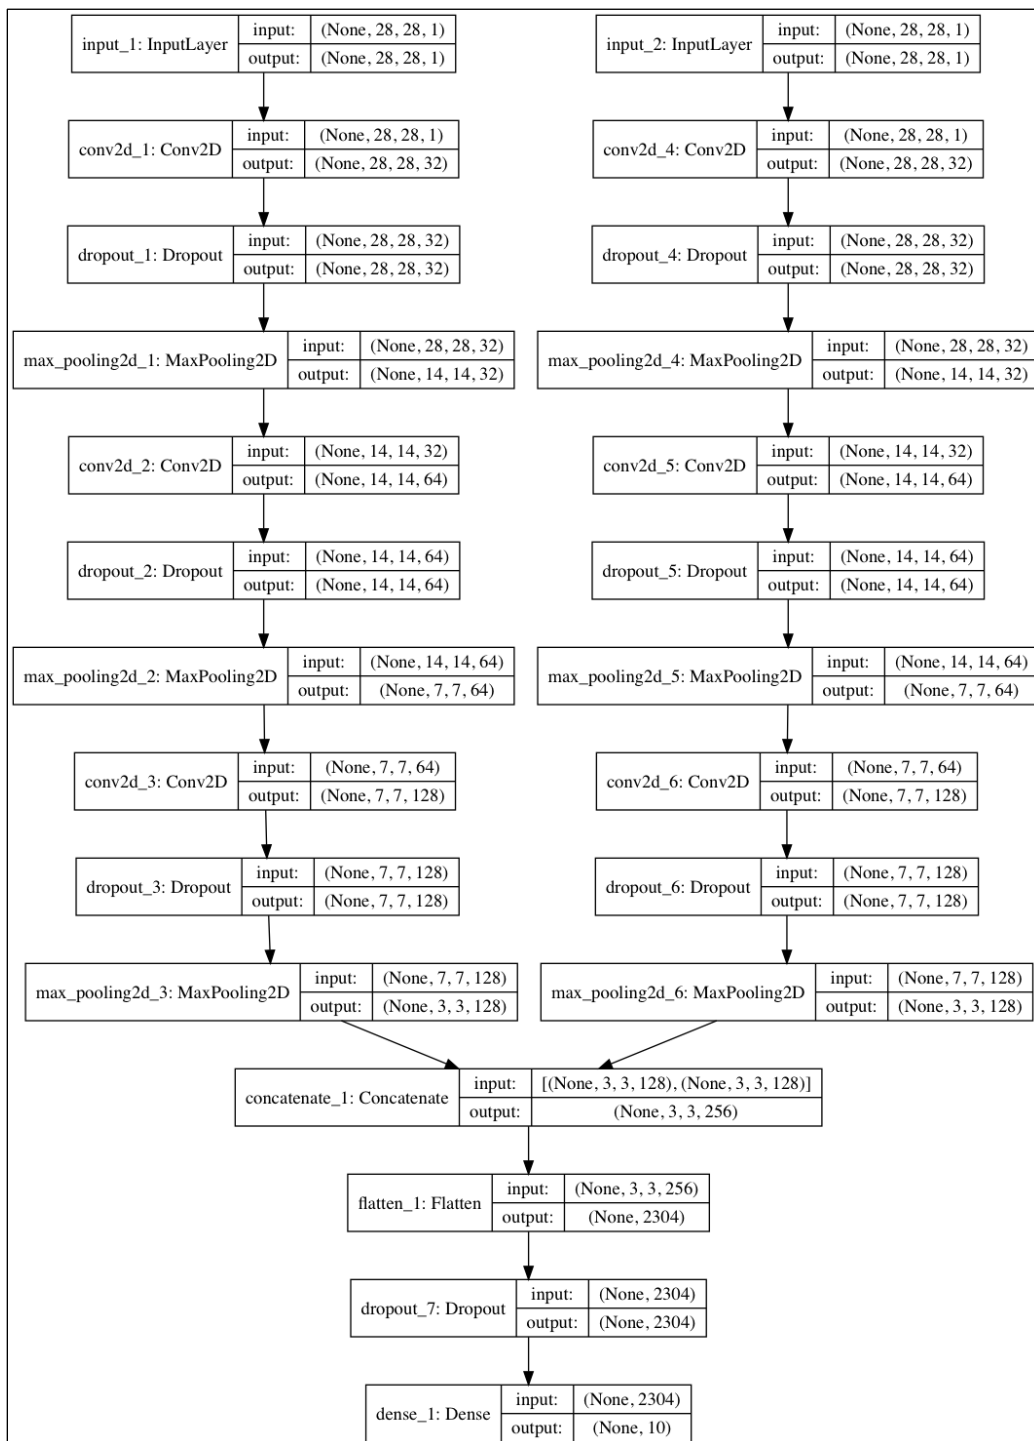 input_1: InputLayer
input: (None, 28, 28, 1)
output: (None, 28, 28, 1)
input_2: InputLayer
input: (None, 28, 28, 1)
output: (None, 28, 28, 1)
conv2d_1: Conv2D
input: (None, 28, 28, 1)
output: (None, 28, 28, 32)
conv2d_4: Conv2D
input: (None, 28, 28, 1)
output: (None, 28, 28, 32)
dropout_1: Dropout
input: (None, 28, 28, 32)
output: (None, 28, 28, 32)
dropout_4: Dropout
input: (None, 28, 28, 32)
output: (None, 28, 28, 32)
max_pooling2d_1: MaxPooling2D
input: (None, 28, 28, 32)
output: (None, 14, 14, 32)
max_pooling2d_4: MaxPooling2D
input: (None, 28, 28, 32)
output: (None, 14, 14, 32)
conv2d_2: Conv2D
input: (None, 14, 14, 32)
output: (None, 14, 14, 64)
conv2d_5: Conv2D
input: (None, 14, 14, 32)
output: (None, 14, 14, 64)
dropout_2: Dropout
input: (None, 14, 14, 64)
output: (None, 14, 14, 64)
dropout_5: Dropout
input: (None, 14, 14, 64)
output: (None, 14, 14, 64)
max_pooling2d_2: MaxPooling2D
input: (None, 14, 14, 64)
output: (None, 7, 7, 64)
max_pooling2d_5: MaxPooling2D
input: (None, 14, 14, 64)
output: (None, 7, 7, 64)
conv2d_3: Conv2D
input: (None, 7, 7, 64)
output: (None, 7, 7, 128)
conv2d_6: Conv2D
input: (None, 7, 7, 64)
output: (None, 7, 7, 128)
dropout_3: Dropout
input: (None, 7, 7, 128)
output: (None, 7, 7, 128)
dropout_6: Dropout
input: (None, 7, 7, 128)
output: (None, 7, 7, 128)
max_pooling2d_3: MaxPooling2D
input: (None, 7, 7, 128)
output: (None, 3, 3, 128)
max_pooling2d_6: MaxPooling2D
input: (None, 7, 7, 128)
output: (None, 3, 3, 128)
concatenate_1: Concatenate
input: [(None, 3, 3, 128), (None, 3, 3, 128)]
output: (None, 3, 3, 256)
flatten_1: Flatten
input: (None, 3, 3, 256)
output: (None, 2304)
dropout_7: Dropout
input: (None, 2304)
output: (None, 2304)
dense_1: Dense
input: (None, 2304)
output: (None, 10)